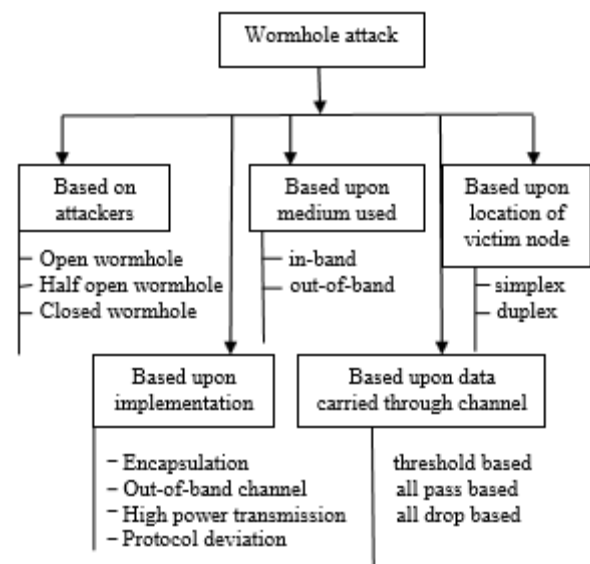 Wormhole attack
Based on
attackers
Based upon
medium used
Based upon
location of
victim node
Open wormhole
Half open wormhole
Closed wormhole
in-band
out-of-band
simplex
duplex
Based upon
implementation
Based upon data
carried through channel
Encapsulation
Out-of-band channel
High power transmission
Protocol deviation
threshold based
all pass based
all drop based